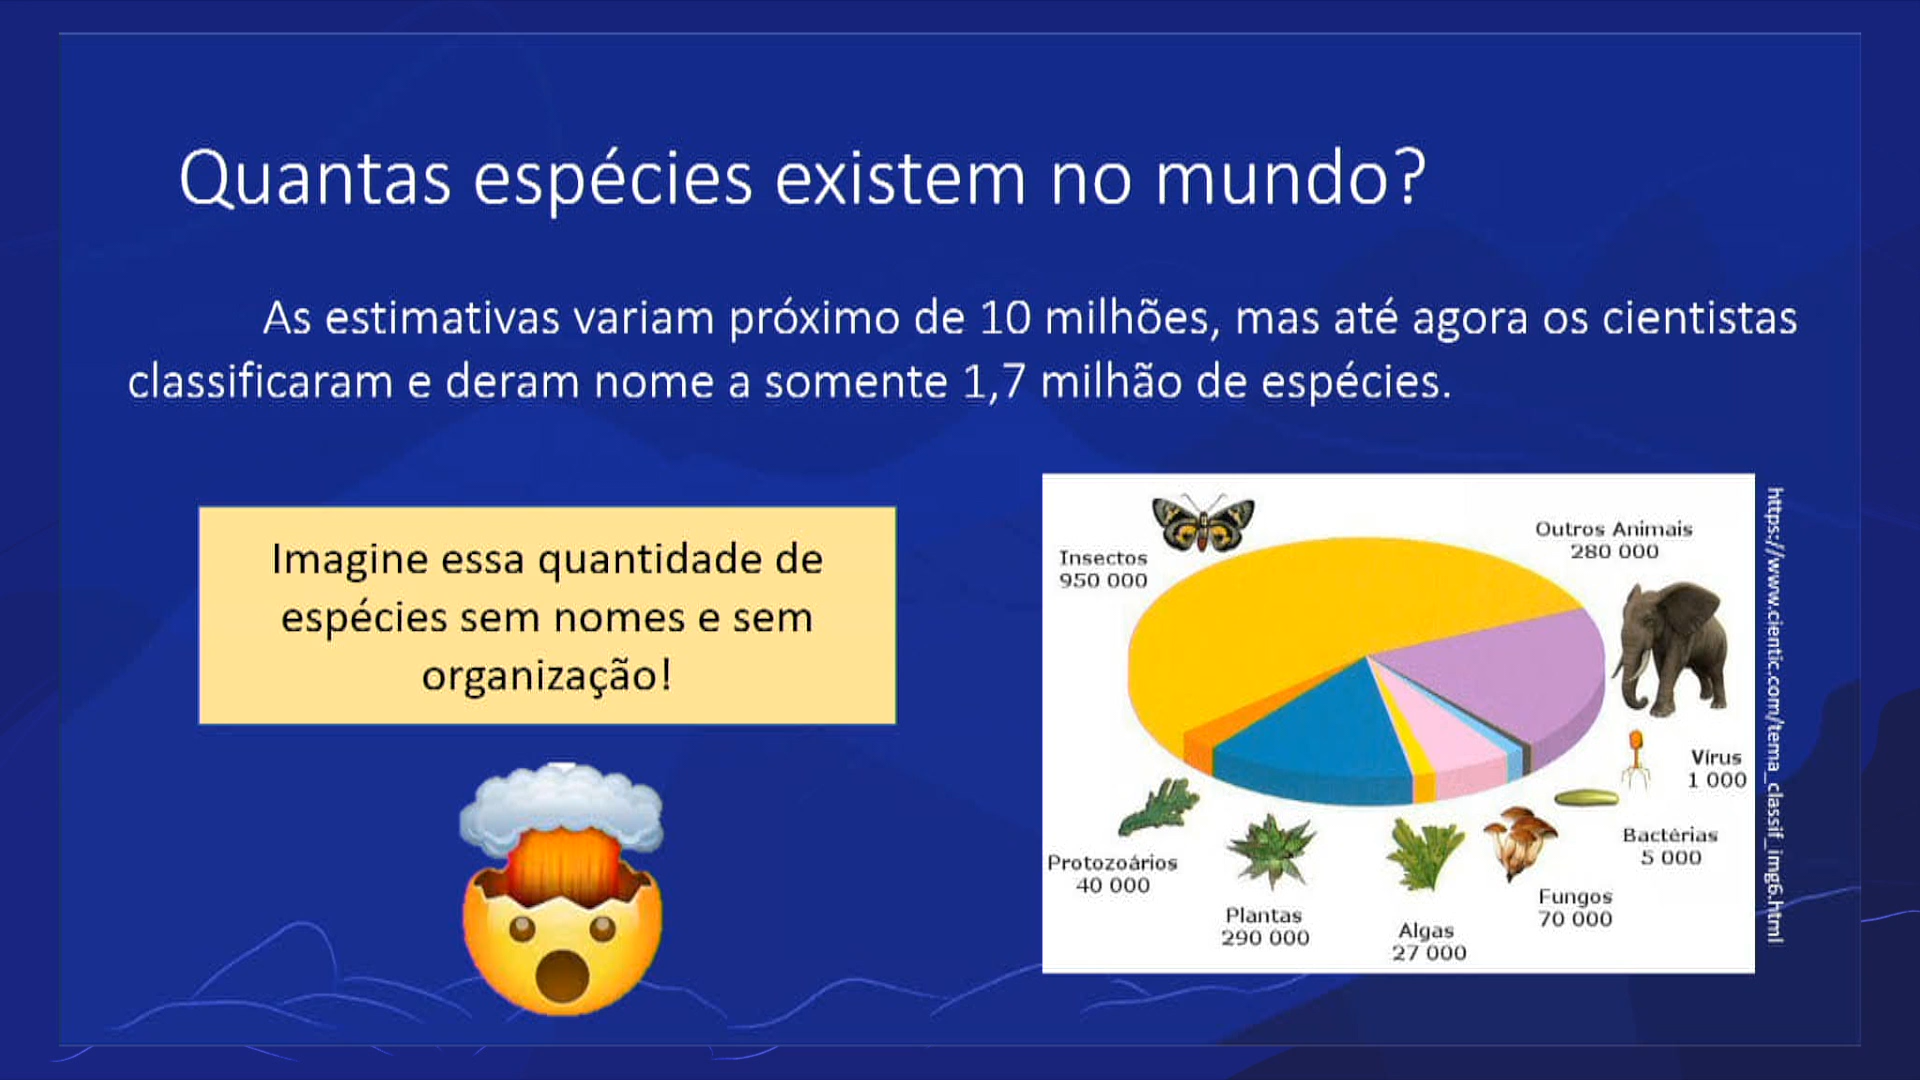 Quantas espécies existem no mundo?
As estimativas variam próximo de 10 milhões, mas até agora os cientistas
classificaram e deram nome a somente 1,7 milhão de espécies.
Imagine essa quantidade de
espécies sem nomes e sem
organização!
Insectos
950 000
Outros Animais
280 000
Vírus
1 000
Bactérias
5 000
Fungos
70 000
Algas
27 000
Plantas
290 000
Protozoários
40 000
https://www.cientic.com/tema_classif_img6.html